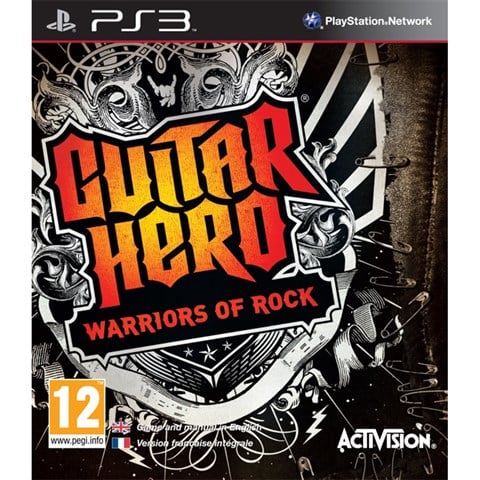 PS3
PlayStation®Network
GUITAR
HERO®
WARRIORS OF ROCK
12
www.pegi.info
Game and manual in English
Version française intégrale
ACTIVISION®